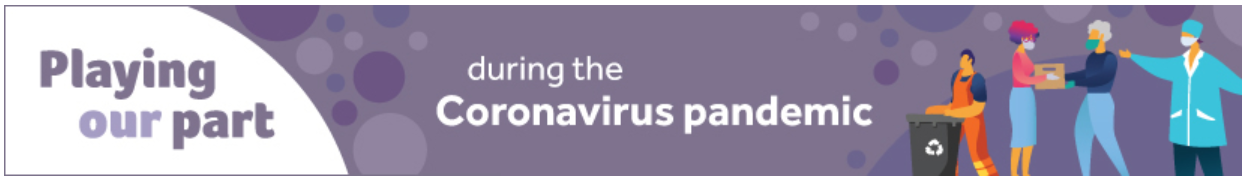 Playing
our part
during the
Coronavirus pandemic